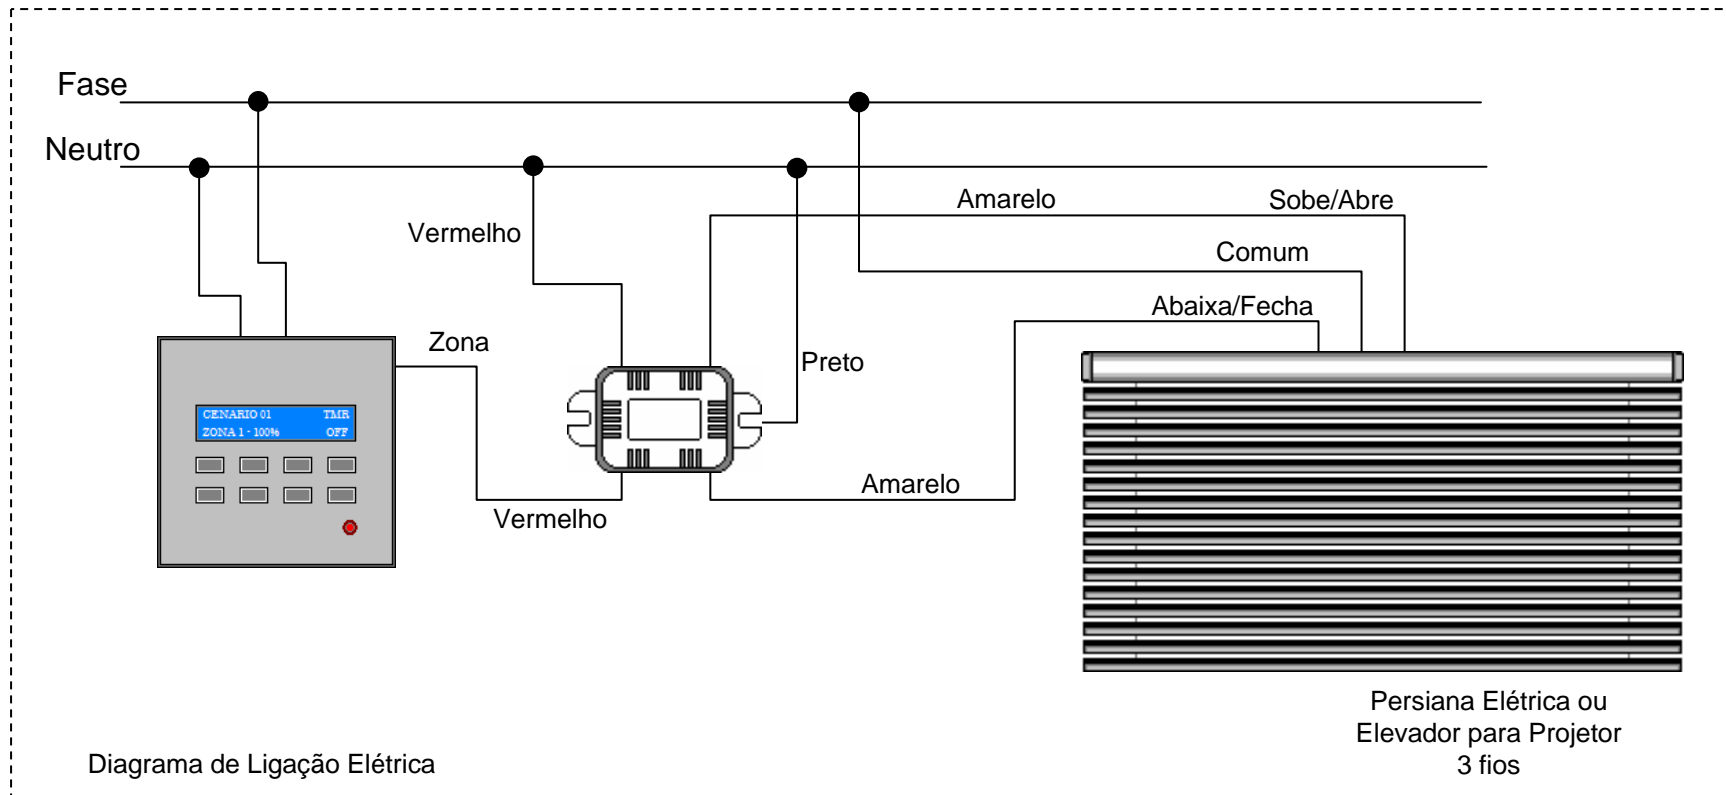 Fase
Neutro
Amarelo
Sobe/Abre
Vermelho
Comum
Abaixa/Fecha
Zona
Preto
CENARIO 01 TMR
ZONA 1 - 100% OFF
Amarelo
Vermelho
Persiana Elétrica ou
Elevador para Projetor
3 fios
Diagrama de Ligação Elétrica